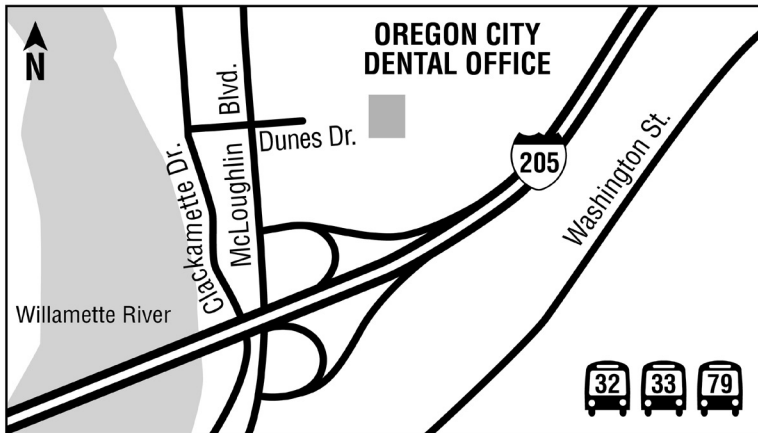 OREGON CITY
DENTAL OFFICE
N
Blvd.
Dunes Dr.
McLoughlin
Clackamette Dr.
205
Washington St.
Willamette River
32
33
79